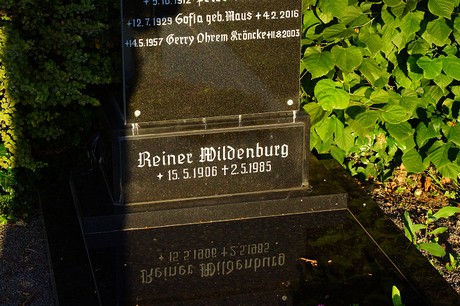 * 12.7.1929 Gofla geb. Maus + 4.2.2016
* 14.5.1957 Gerry Ohrem Kröncke + 11.8.2003
Reiner Wildenburg
* 15.5.1906 + 2.5.1985